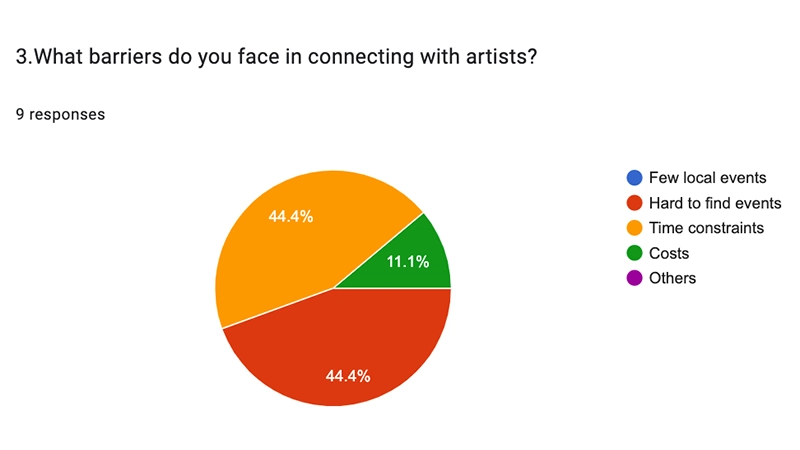 3.What barriers do you face in connecting with artists?
9 responses
44.4%
11.1%
44.4%
Few local events
Hard to find events
Time constraints
Costs
Others